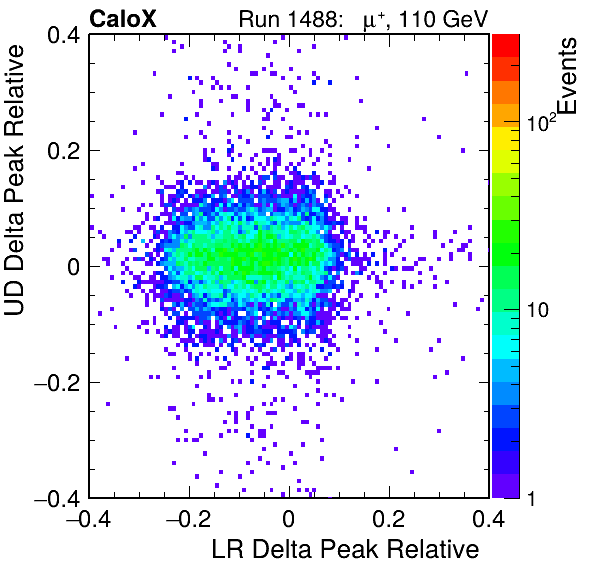 CaloX Run 1488: μ⁺, 110 GeV
0.4
0.2
0
−0.2
−0.4
−0.4 −0.2 0 0.2 0.4
UD Delta Peak Relative
LR Delta Peak Relative
Events
10²
10
1